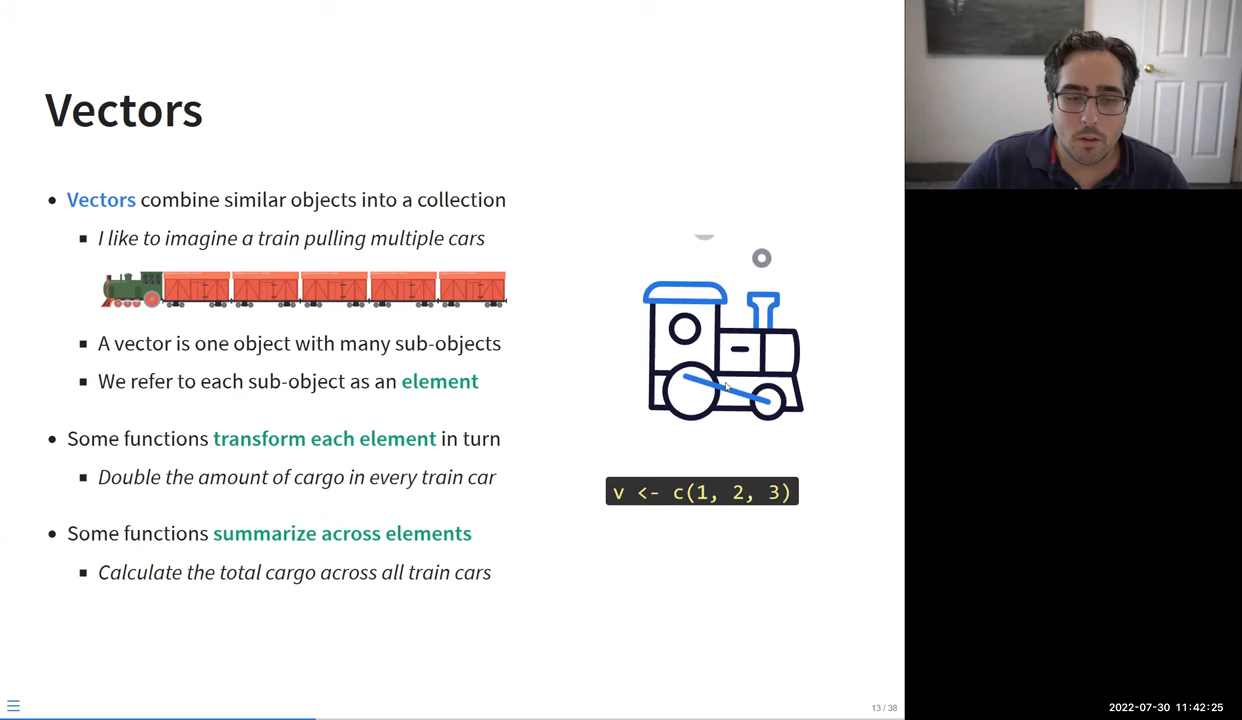 Vectors
Vectors combine similar objects into a collection
I like to imagine a train pulling multiple cars
A vector is one object with many sub-objects
We refer to each sub-object as an element
Some functions transform each element in turn
Double the amount of cargo in every train car
Some functions summarize across elements
Calculate the total cargo across all train cars
v <- c(1, 2, 3)
13 / 38
2022-07-30 11:42:25